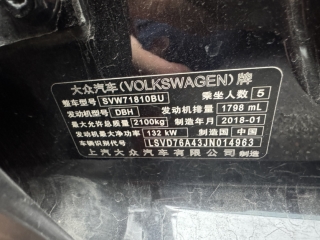 大众汽车(VOLKSWAGEN)牌
整车型号 SVW71810BU 乘坐人数 5
发动机型号 DBH 发动机排量 1798 mL
最大允许总质量 2100kg 制造年月 2018-01
发动机最大净功率 132 kW 制造国 中国
车辆识别代号 LSVD76A43JN014963
上汽大众汽车有限公司制造